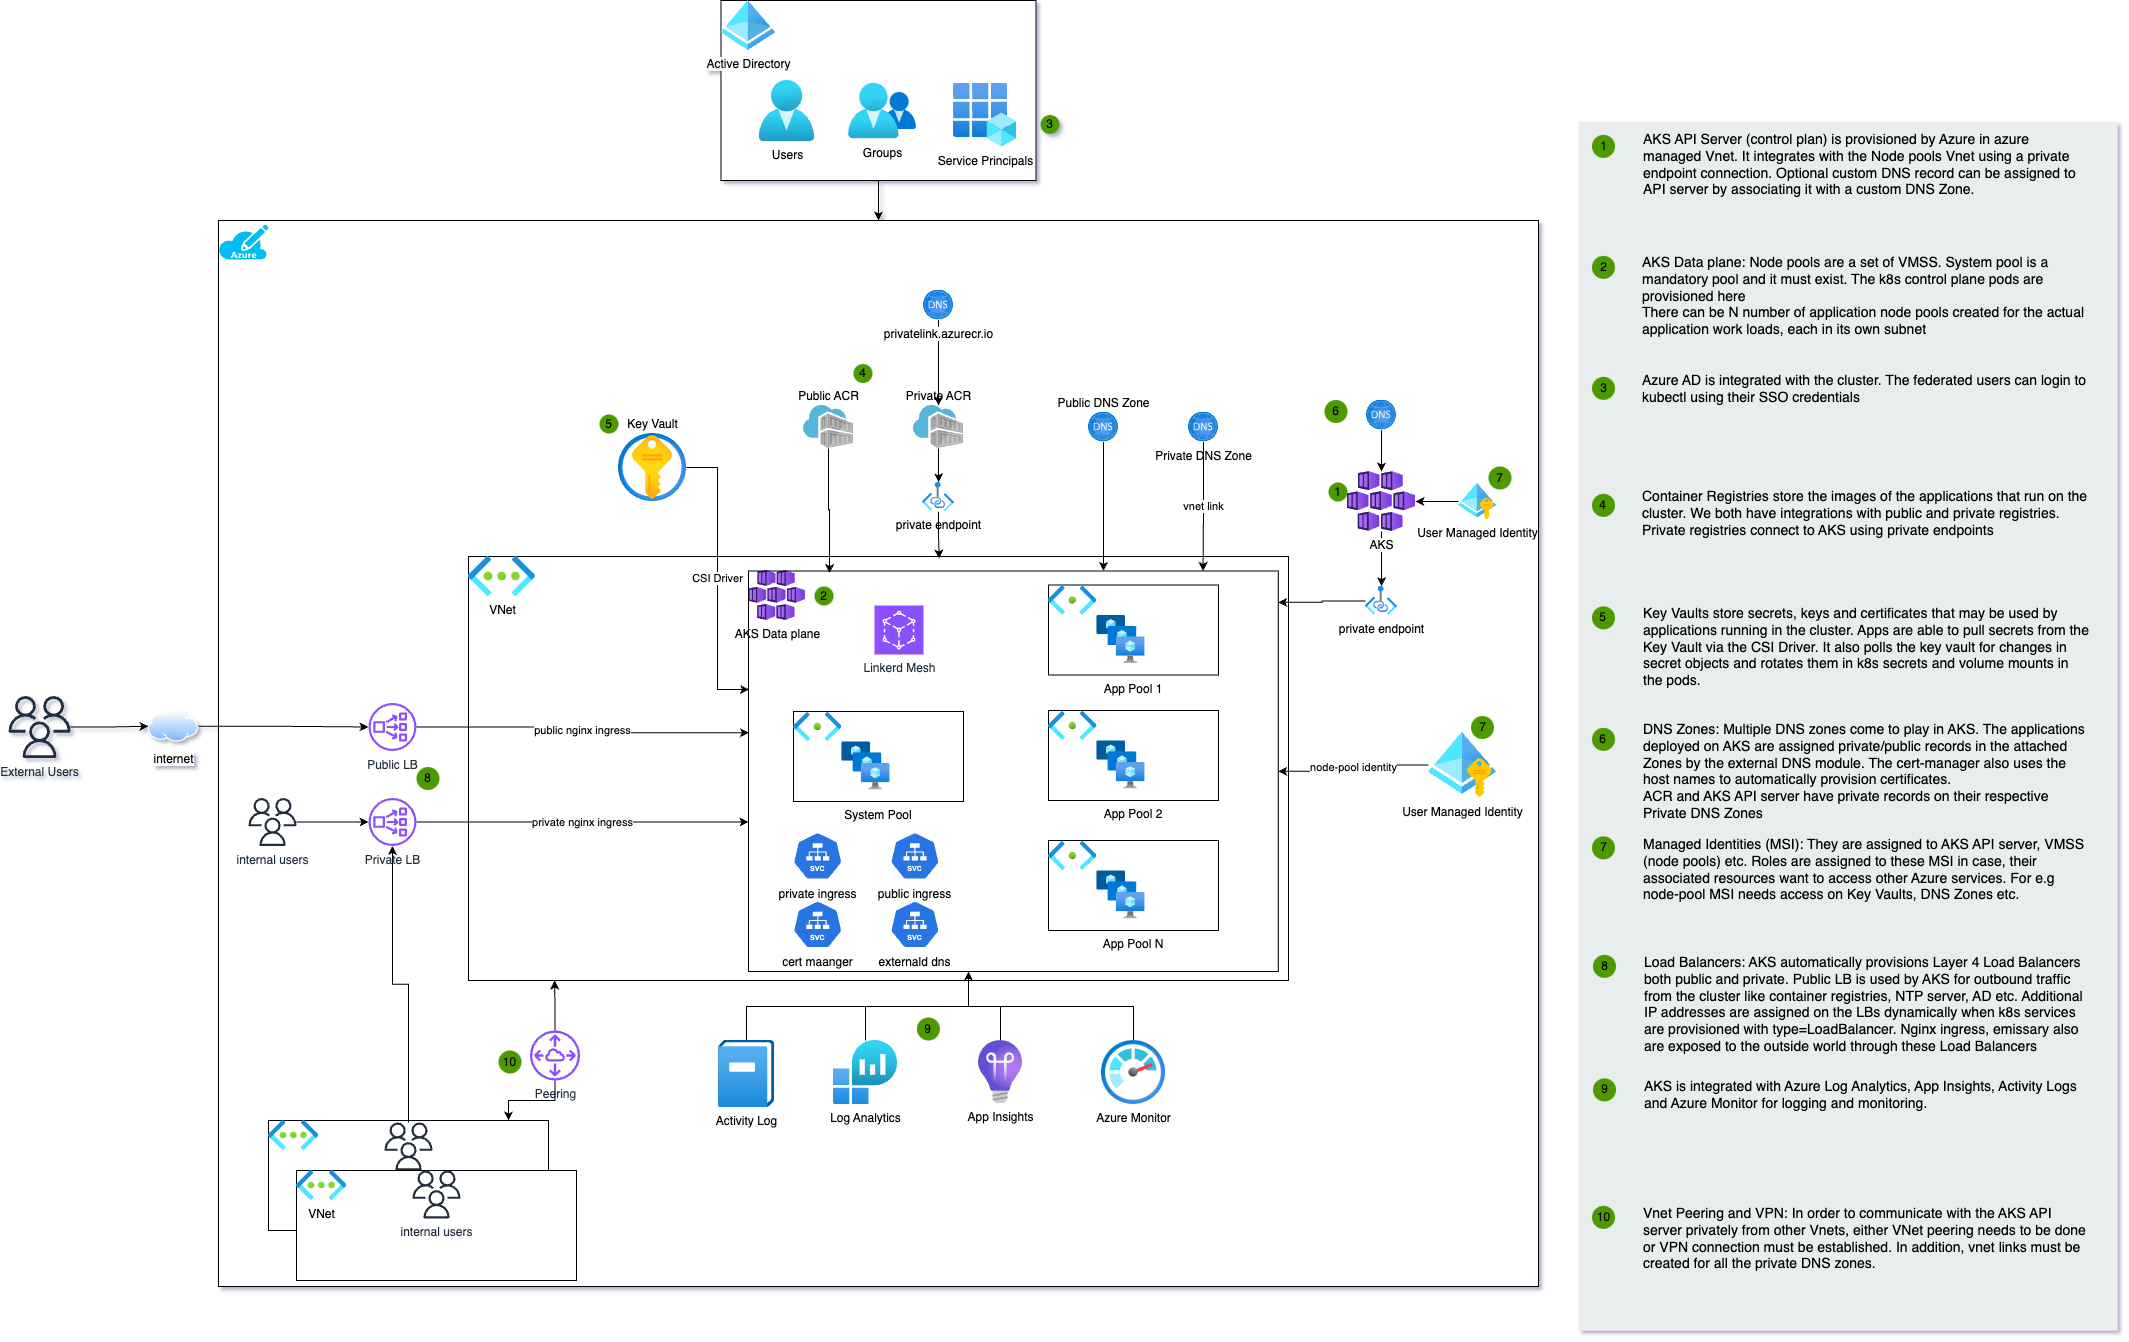 Active Directory
Users
Groups
Service Principals
3
Azure
DNS
privatelink.azurecr.io
4
Public ACR
Private ACR
5
Key Vault
Public DNS Zone
DNS
DNS
Private DNS Zone
vnet link
6
DNS
1
7
AKS
User Managed Identity
private endpoint
private endpoint
VNet
CSI Driver
2
AKS Data plane
Linkerd Mesh
App Pool 1
External Users
internet
Public LB
8
public nginx ingress
System Pool
App Pool 2
node-pool identity
7
User Managed Identity
internal users
Private LB
private nginx ingress
svc
private ingress
svc
public ingress
svc
cert maanger
svc
externald dns
App Pool N
9
10
Peering
Activity Log
Log Analytics
App Insights
Azure Monitor
VNet
internal users
1
AKS API Server (control plan) is provisioned by Azure in azure
managed Vnet. It integrates with the Node pools Vnet using a private
endpoint connection. Optional custom DNS record can be assigned to
API server by associating it with a custom DNS Zone.
2
AKS Data plane: Node pools are a set of VMSS. System pool is a
mandatory pool and it must exist. The k8s control plane pods are
provisioned here
There can be N number of application node pools created for the actual
application work loads, each in its own subnet
3
Azure AD is integrated with the cluster. The federated users can login to
kubectl using their SSO credentials
4
Container Registries store the images of the applications that run on the
cluster. We both have integrations with public and private registries.
Private registries connect to AKS using private endpoints
5
Key Vaults store secrets, keys and certificates that may be used by
applications running in the cluster. Apps are able to pull secrets from the
Key Vault via the CSI Driver. It also polls the key vault for changes in
secret objects and rotates them in k8s secrets and volume mounts in
the pods.
6
DNS Zones: Multiple DNS zones come to play in AKS. The applications
deployed on AKS are assigned private/public records in the attached
Zones by the external DNS module. The cert-manager also uses the
host names to automatically provision certificates.
ACR and AKS API server have private records on their respective
Private DNS Zones
7
Managed Identities (MSI): They are assigned to AKS API server, VMSS
(node pools) etc. Roles are assigned to these MSI in case, their
associated resources want to access other Azure services. For e.g
node-pool MSI needs access on Key Vaults, DNS Zones etc.
8
Load Balancers: AKS automatically provisions Layer 4 Load Balancers
both public and private. Public LB is used by AKS for outbound traffic
from the cluster like container registries, NTP server, AD etc. Additional
IP addresses are assigned on the LBs dynamically when k8s services
are provisioned with type=LoadBalancer. Nginx ingress, emissary also
are exposed to the outside world through these Load Balancers
9
AKS is integrated with Azure Log Analytics, App Insights, Activity Logs
and Azure Monitor for logging and monitoring.
10
Vnet Peering and VPN: In order to communicate with the AKS API
server privately from other Vnets, either VNet peering needs to be done
or VPN connection must be established. In addition, vnet links must be
created for all the private DNS zones.